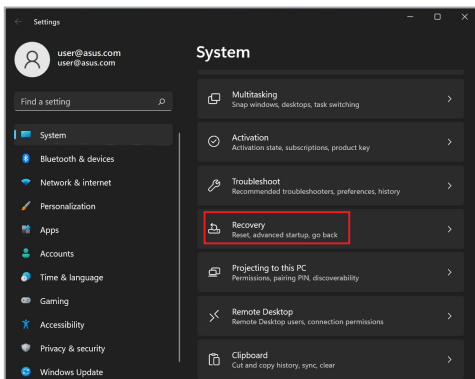 Settings
user@asus.com
user@asus.com
Find a setting
System
Bluetooth & devices
Network & internet
Personalization
Apps
Accounts
Time & language
Gaming
Accessibility
Privacy & security
Windows Update
System
Multitasking
Snap windows, desktops, task switching
Activation
Activation state, subscriptions, product key
Troubleshoot
Recommended troubleshooters, preferences, history
Recovery
Reset, advanced startup, go back
Projecting to this PC
Permissions, pairing PIN, discoverability
Remote Desktop
Remote Desktop users, connection permissions
Clipboard
Cut and copy history, sync, clear